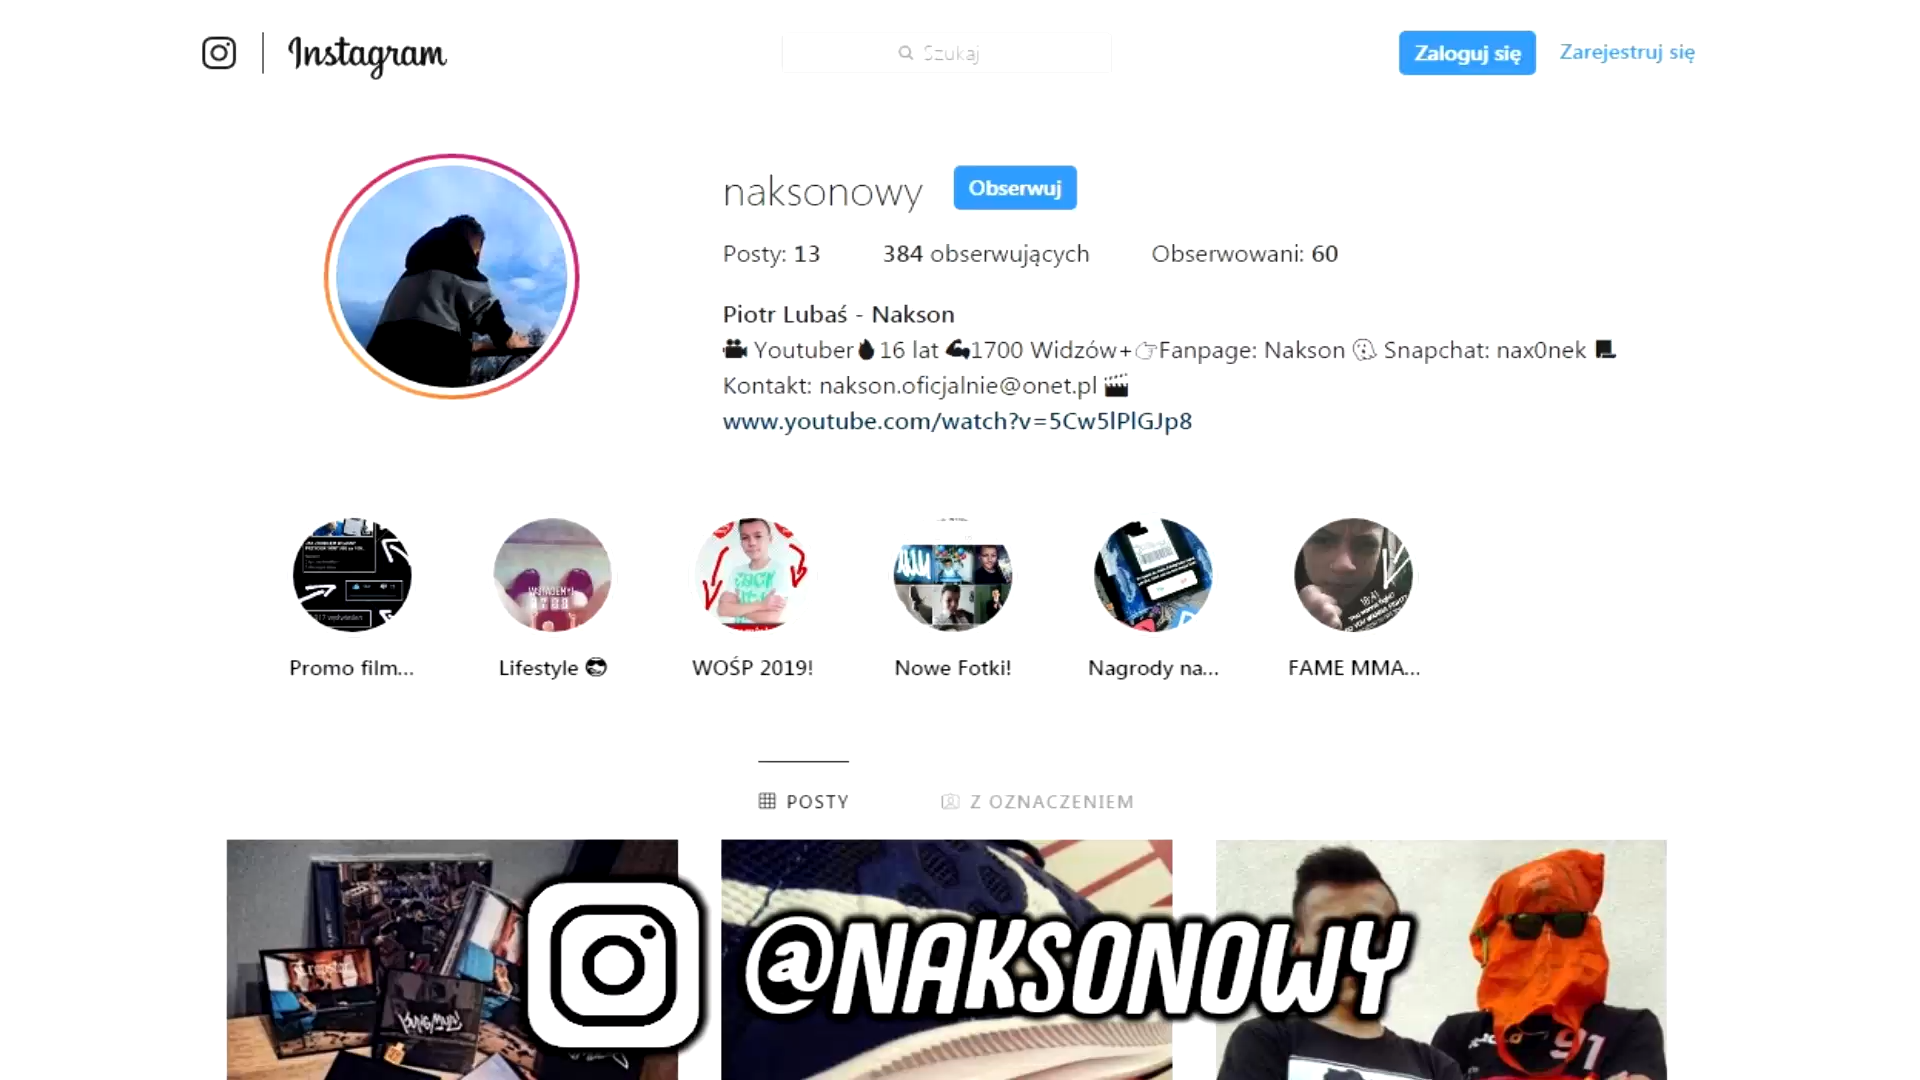 Instagram
Szukaj
Zaloguj się
Zarejestruj się
naksonowy
Obserwuj
Posty: 13
384 obserwujących
Obserwowani: 60
Piotr Lubaś - Nakson
Youtuber 16 lat 1700 Widzów+ Fanpage: Nakson Snapchat: nax0nek
Kontakt: nakson.oficjalnie@onet.pl
www.youtube.com/watch?v=5Cw5lPlGJp8
Promo film...
Lifestyle
WOŚP 2019!
Nowe Fotki!
Nagrody na...
FAME MMA...
POSTY
Z OZNACZENIEM
@NAKSONOWY
91